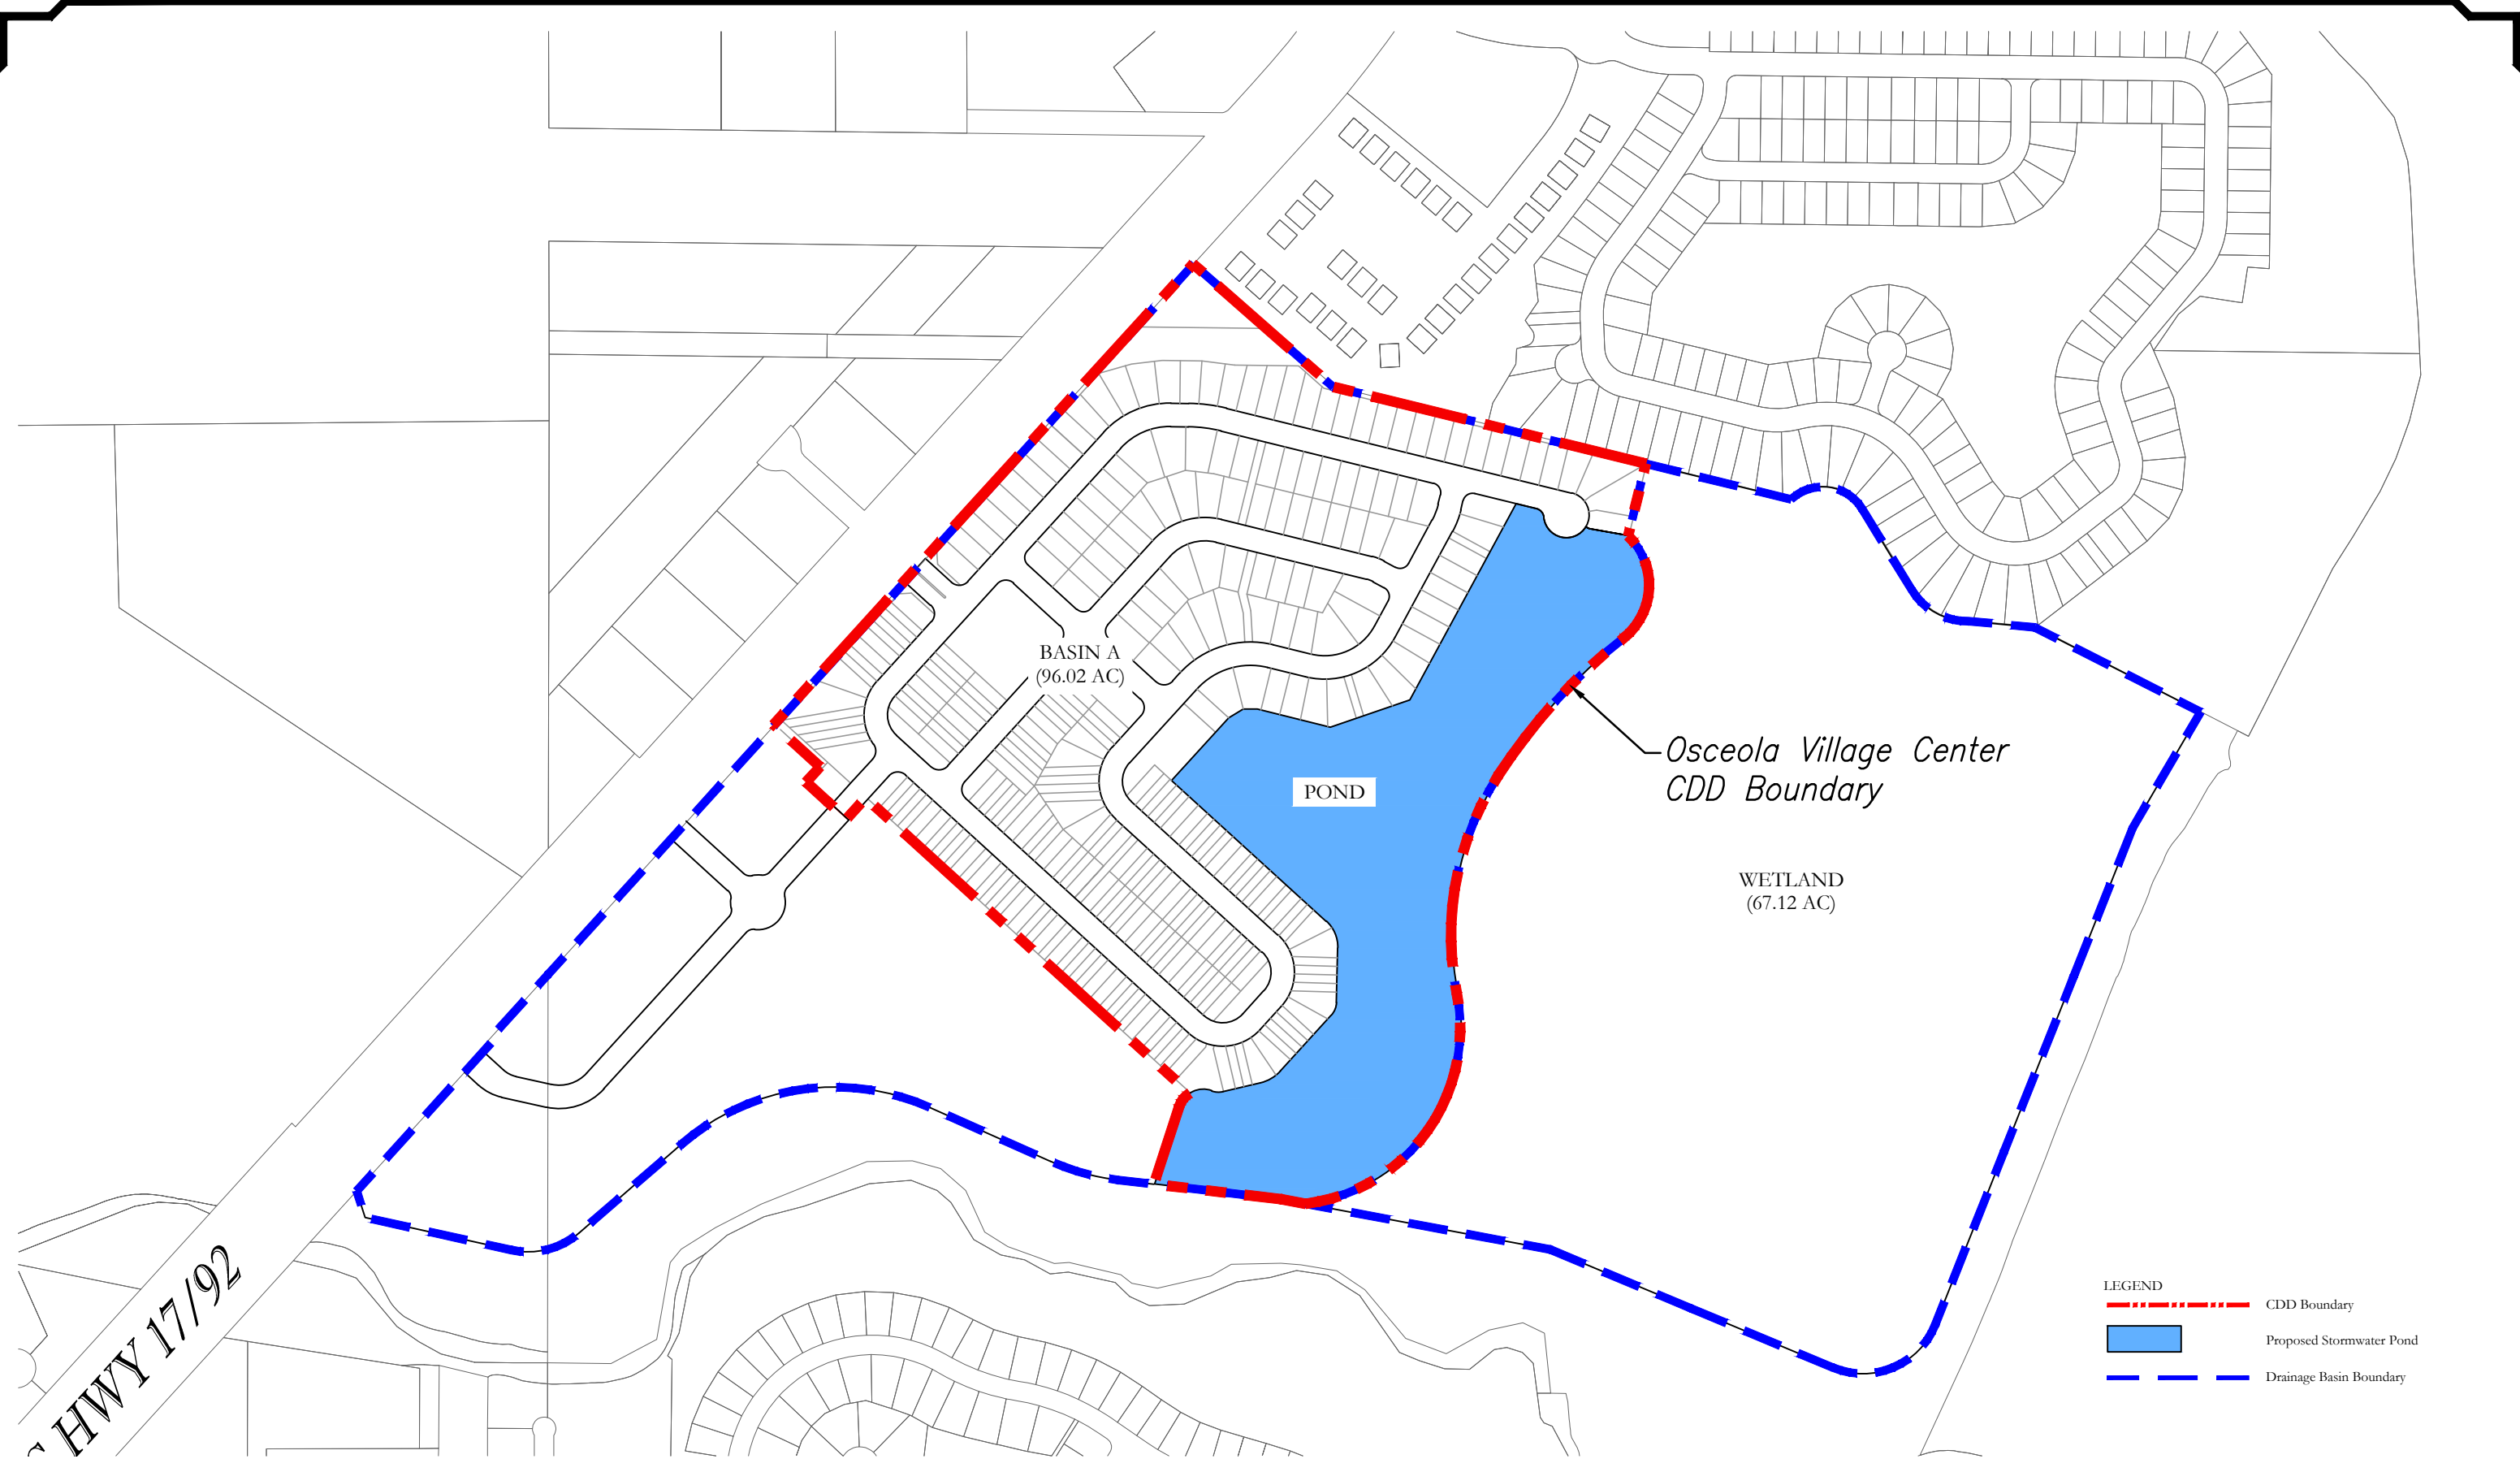 BASIN A
(96.02 AC)
POND
Osceola Village Center
CDD Boundary
WETLAND
(67.12 AC)
HWY 17/92
LEGEND
CDD Boundary
Proposed Stormwater Pond
Drainage Basin Boundary